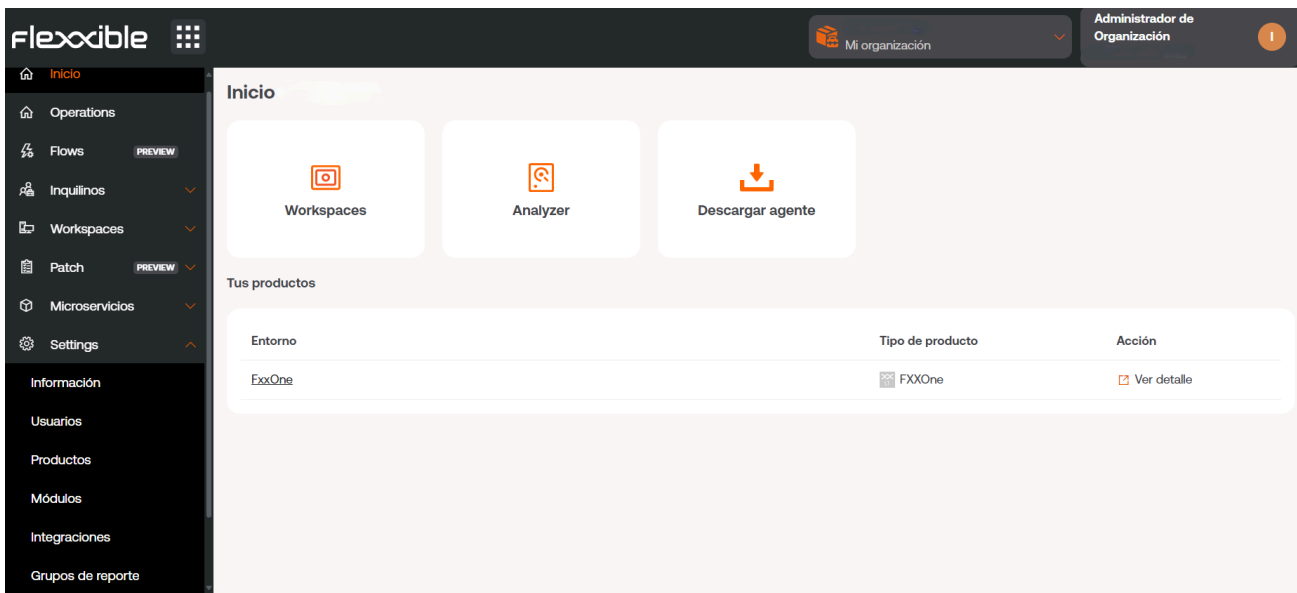 Flexxible
Mi organización
Administrador de
Organización
I
Inicio
Operations
Flows PREVIEW
Inquilinos
Workspaces
Patch PREVIEW
Microservicios
Settings
Información
Usuarios
Productos
Módulos
Integraciones
Grupos de reporte
Inicio
Workspaces
Analyzer
Descargar agente
Tus productos
Entorno Tipo de producto Acción
FxxOne FXXOne Ver detalle